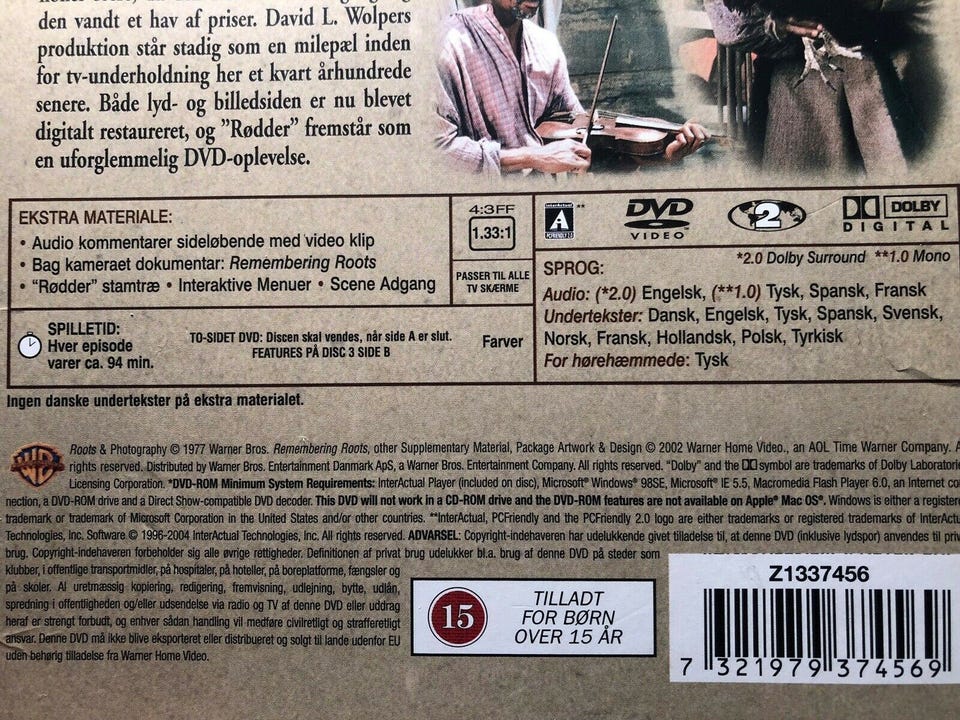 den vandt et hav af priser. David L. Wolpers
produktion står stadig som en milepæl inden
for tv-underholdning her et kvart århundrede
senere. Både lyd- og billedsiden er nu blevet
digitalt restaureret, og "Rødder" fremstår som
en uforglemmelig DVD-oplevelse.
EKSTRA MATERIALE:
• Audio kommentarer sideløbende med video klip
• Bag kameraet dokumentar: Remembering Roots
• "Rødder" stamtræ • Interaktive Menuer • Scene Adgang
4:3FF
1.33:1
PASSER TIL ALLE
TV SKÆRME
InterActual
A
PCFRIENDLY 2.0
**
DVD
VIDEO
2
DOLBY
DIGITAL
*2.0 Dolby Surround **1.0 Mono
SPROG:
Audio: (*2.0) Engelsk, (**1.0) Tysk, Spansk, Fransk
Undertekster: Dansk, Engelsk, Tysk, Spansk, Svensk,
Norsk, Fransk, Hollandsk, Polsk, Tyrkisk
For hørehæmmede: Tysk
SPILLETID:
Hver episode
varer ca. 94 min.
TO-SIDET DVD: Discen skal vendes, når side A er slut.
FEATURES PÅ DISC 3 SIDE B
Farver
Ingen danske undertekster på ekstra materialet.
WB
Roots & Photography © 1977 Warner Bros. Remembering Roots, other Supplementary Material, Package Artwork & Design © 2002 Warner Home Video., an AOL Time Warner Company. A
rights reserved. Distributed by Warner Bros. Entertainment Danmark ApS, a Warner Bros. Entertainment Company. All rights reserved. "Dolby" and the DD symbol are trademarks of Dolby Laboratorie
Licensing Corporation. *DVD-ROM Minimum System Requirements: InterActual Player (included on disc), Microsoft® Windows® 98SE, Microsoft® IE 5.5, Macromedia Flash Player 6.0, an Internet con
nection, a DVD-ROM drive and a Direct Show-compatible DVD decoder. This DVD will not work in a CD-ROM drive and the DVD-ROM features are not available on Apple® Mac OS®. Windows is either a registere
trademark or trademark of Microsoft Corporation in the United States and/or other countries. **InterActual, PCFriendly and the PCFriendly 2.0 logo are either trademarks or registered trademarks of InterActu
Technologies, Inc. Software © 1996-2004 InterActual Technologies, Inc. All rights reserved. ADVARSEL: Copyright-indehaveren har udelukkende givet tilladelse til, at denne DVD (inklusive lydspor) anvendes til priv
brug. Copyright-indehaveren forbeholder sig alle øvrige rettigheder. Definitionen af privat brug udelukker bl.a. brug af denne DVD på steder som
klubber, i offentlige transportmidler, på hospitaler, på hoteller, på boreplatforme, fængsler og
på skoler. Al uretmæssig kopiering, redigering, fremvisning, udlejning, bytte, udlån,
spredning i offentligheden og/eller udsendelse via radio og TV af denne DVD eller uddrag
heraf er strengt forbudt, og enhver sådan handling vil medføre civilretligt og strafferetligt
ansvar. Denne DVD må ikke blive eksporteret eller distribueret og solgt til lande udenfor EU
uden behørig tilladelse fra Warner Home Video.
15
TILLADT
FOR BØRN
OVER 15 ÅR
Z1337456
7 321979 374569